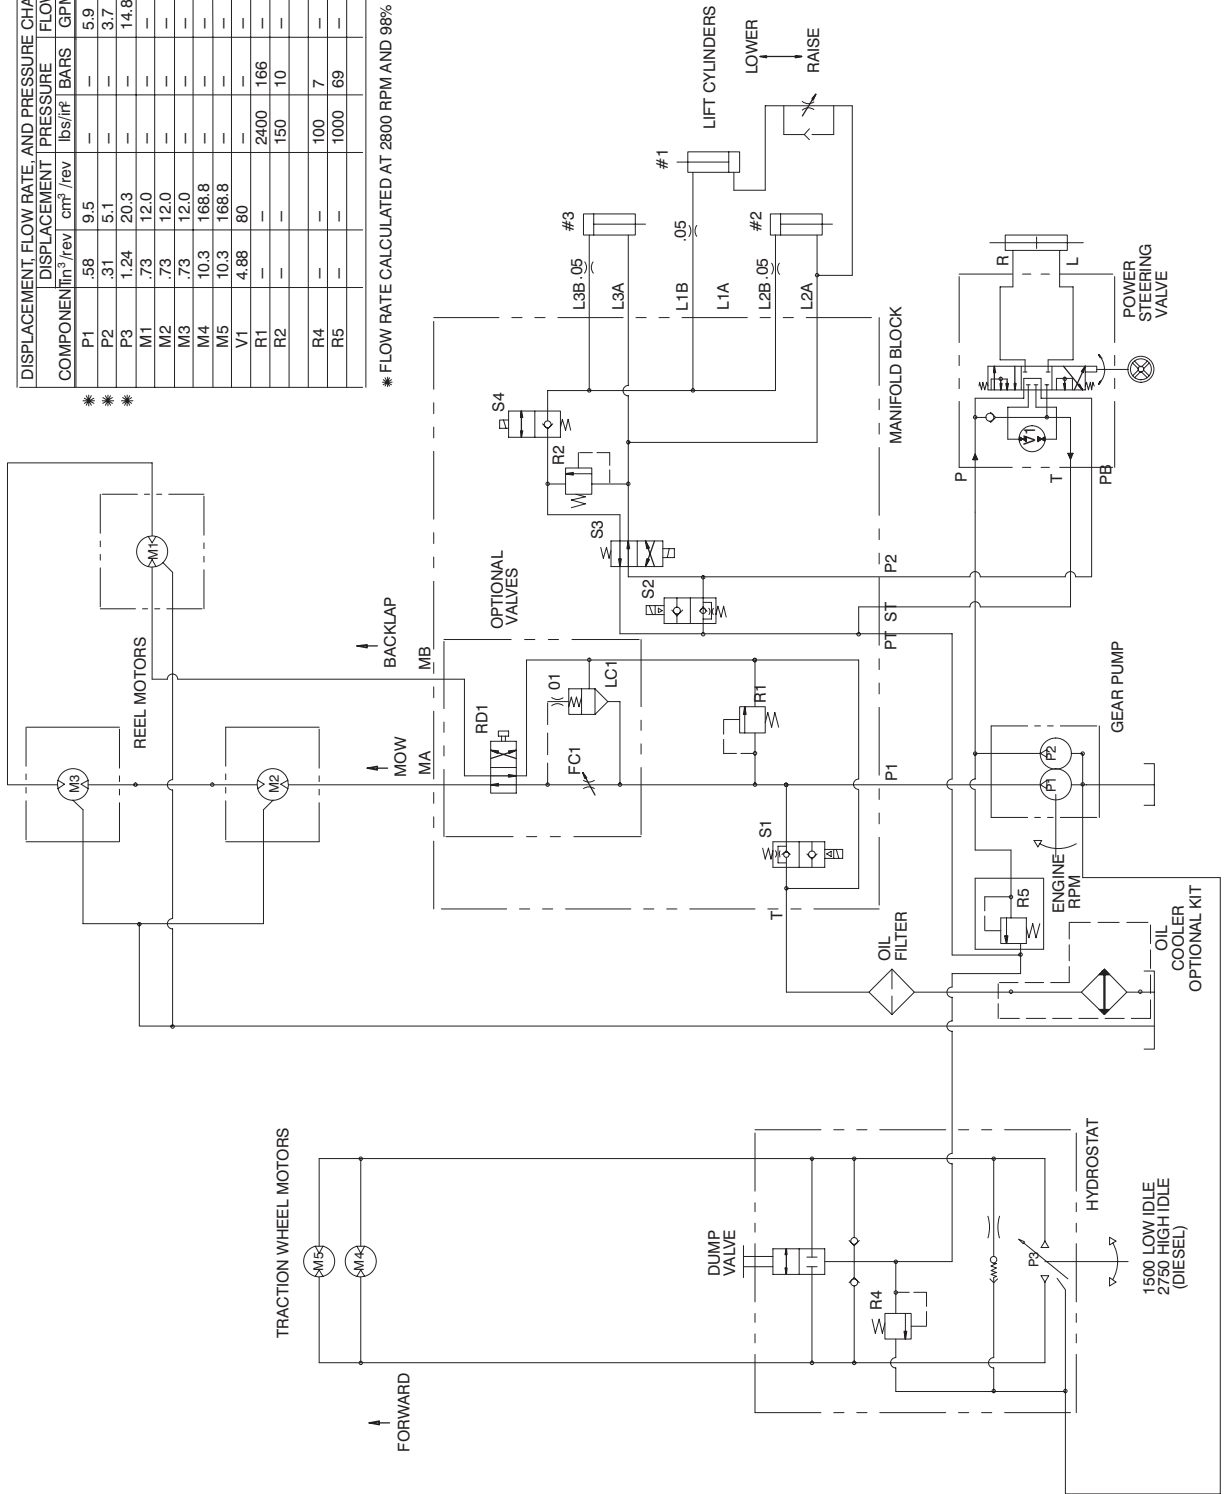 DISPLACEMENT, FLOW RATE, AND PRESSURE
DISPLACEMENT PRESSURE
COMPONENT in³/rev cm³/rev lbs/in² BARS
* P1 .58 9.5 – – 5.9
* P2 .31 5.1 – – 3.7
* P3 1.24 20.3 – – 14.8
M1 .73 12.0 – – –
M2 .73 12.0 – – –
M3 .73 12.0 – – –
M4 10.3 168.8 – – –
M5 10.3 168.8 – – –
V1 4.88 80 – – –
R1 – – 2400 166 –
R2 – – 150 10 –
R4 – – 100 7 –
R5 – – 1000 69 –
* FLOW RATE CALCULATED AT 2800 RPM AND 98%
REEL MOTORS
M1
M2
M3
MOW
BACKLAP
MA
MB
OPTIONAL
VALVES
RD1
01
FC1
LC1
R1
S1
S2
S3
R2
S4
T
P1
PT
ST
P2
MANIFOLD BLOCK
L3B
.05
L3A
L1B
.05
L1A
L2B
.05
L2A
#3
#1
#2
LIFT CYLINDERS
LOWER
RAISE
R
L
POWER
STEERING
VALVE
V1
P
T
PB
GEAR PUMP
P1
P2
ENGINE
RPM
R5
OIL
FILTER
OIL
COOLER
OPTIONAL KIT
TRACTION WHEEL MOTORS
M5
M4
FORWARD
DUMP
VALVE
R4
P3
HYDROSTAT
1500 LOW IDLE
2750 HIGH IDLE
(DIESEL)